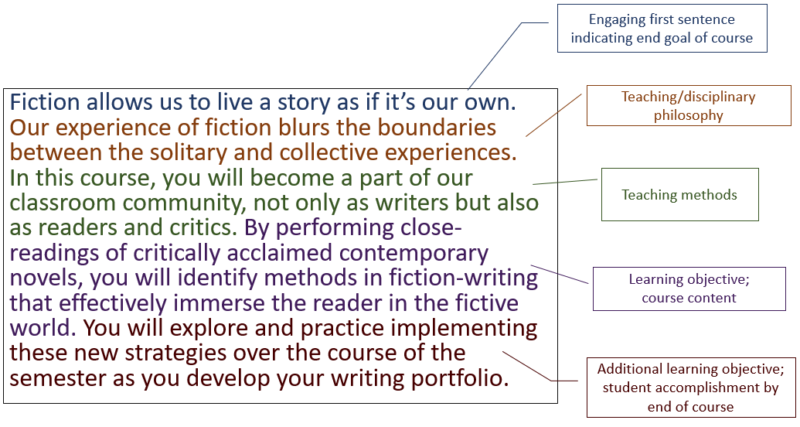 Engaging first sentence
indicating end goal of course
Fiction allows us to live a story as if it's our own.
Our experience of fiction blurs the boundaries
between the solitary and collective experiences.
In this course, you will become a part of our
classroom community, not only as writers but also
as readers and critics. By performing close-
readings of critically acclaimed contemporary
novels, you will identify methods in fiction-writing
that effectively immerse the reader in the fictive
world. You will explore and practice implementing
these new strategies over the course of the
semester as you develop your writing portfolio.
Teaching/disciplinary
philosophy
Teaching methods
Learning objective;
course content
Additional learning objective;
student accomplishment by
end of course